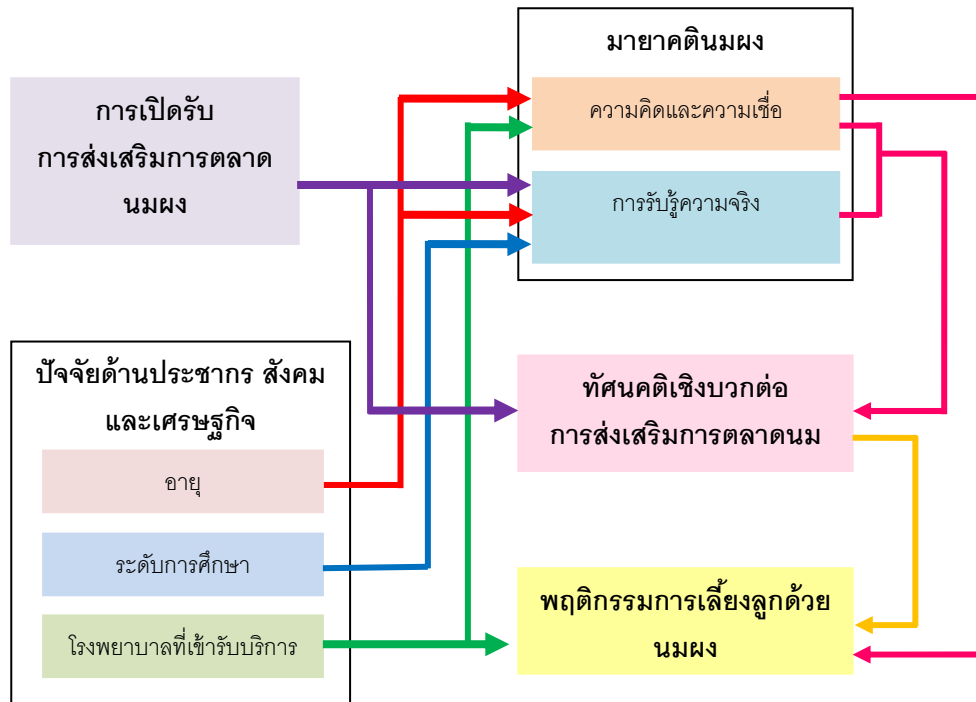 มายาคตินมผง
ความคิดและความเชื่อ
การรับรู้ความจริง
การเปิดรับ
การส่งเสริมการตลาด
นมผง
ปัจจัยด้านประชากร สังคม
และเศรษฐกิจ
อายุ
ระดับการศึกษา
โรงพยาบาลที่เข้ารับบริการ
ทัศนคติเชิงบวกต่อ
การส่งเสริมการตลาดนม
พฤติกรรมการเลี้ยงลูกด้วย
นมผง